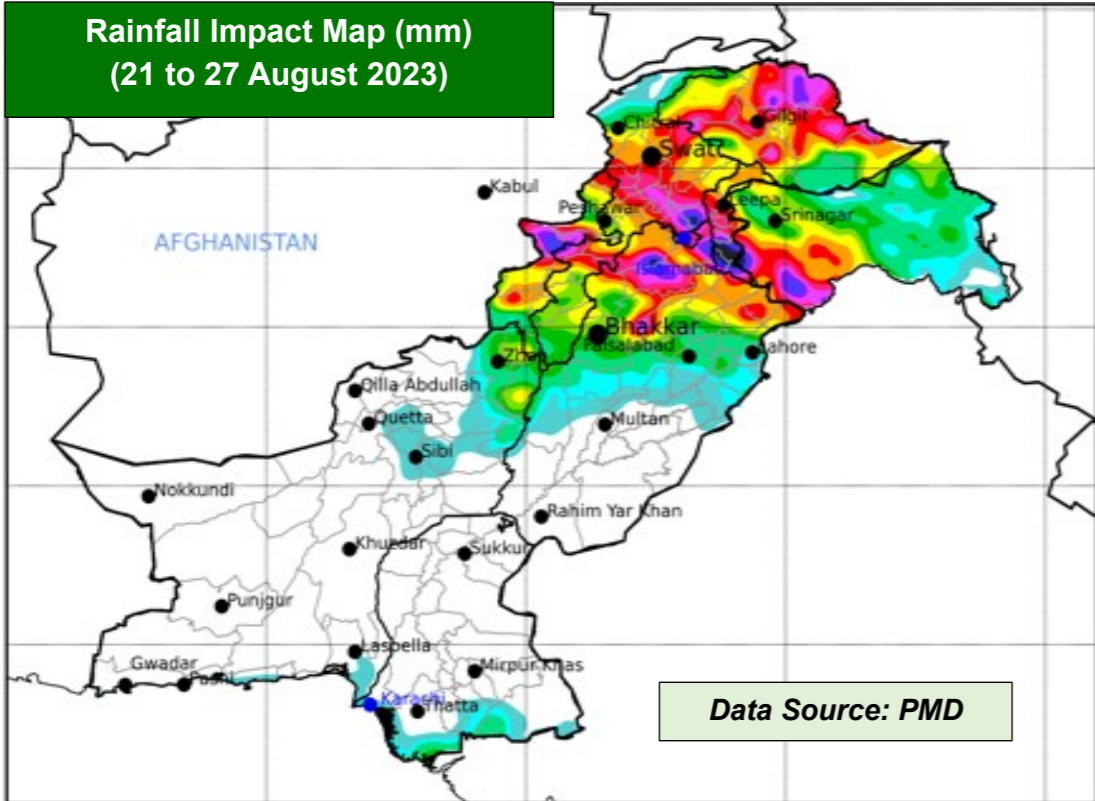 Rainfall Impact Map (mm)
(21 to 27 August 2023)
Chitral
Gilgit
Swat
Kabul
Peshawar
Leepa
Srinagar
AFGHANISTAN
Islamabad
Bhakkar
Faisalabad
Lahore
Zhob
Qilla Abdullah
Quetta
Multan
Sibi
Nokkundi
Rahim Yar Khan
Khuzdar
Sukkur
Punjgur
Lasbella
Gwadar
Pasni
Mirpur Khas
Karachi
Thatta
Data Source: PMD